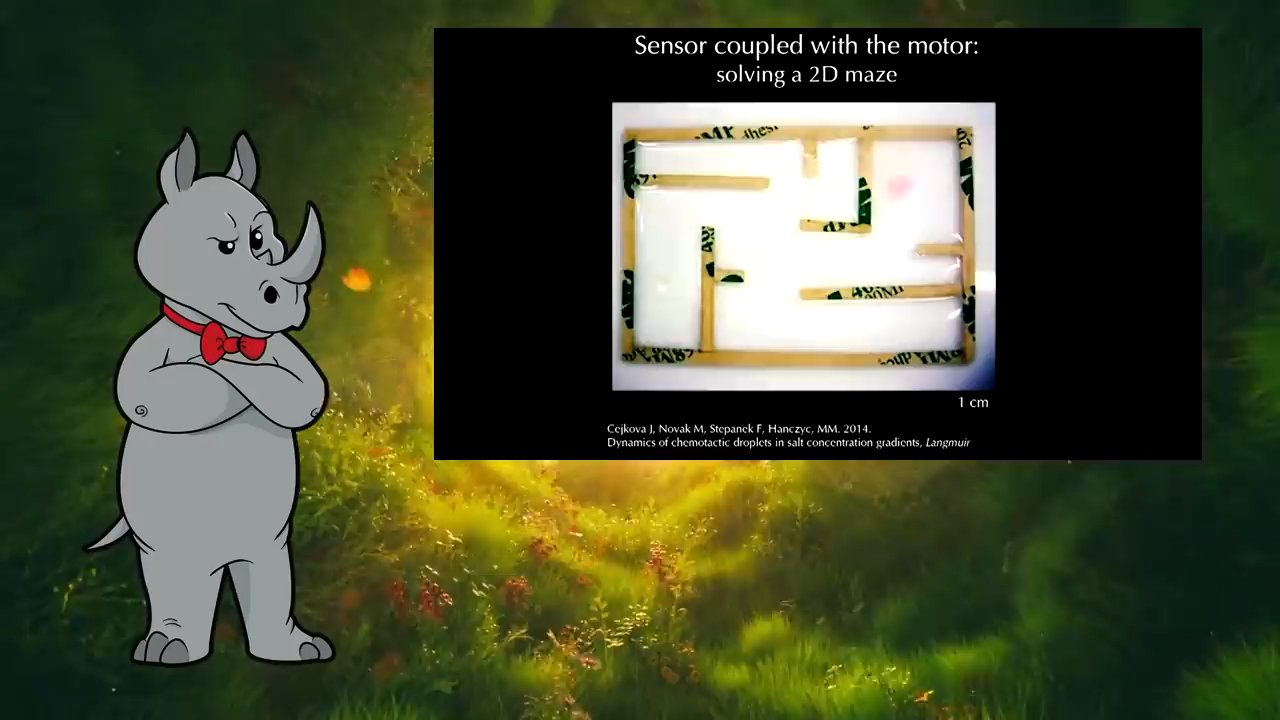 Sensor coupled with the motor:
solving a 2D maze
1 cm
Cejkova J, Novak M, Stepanek F, Hanczyc, MM. 2014.
Dynamics of chemotactic droplets in salt concentration gradients, Langmuir